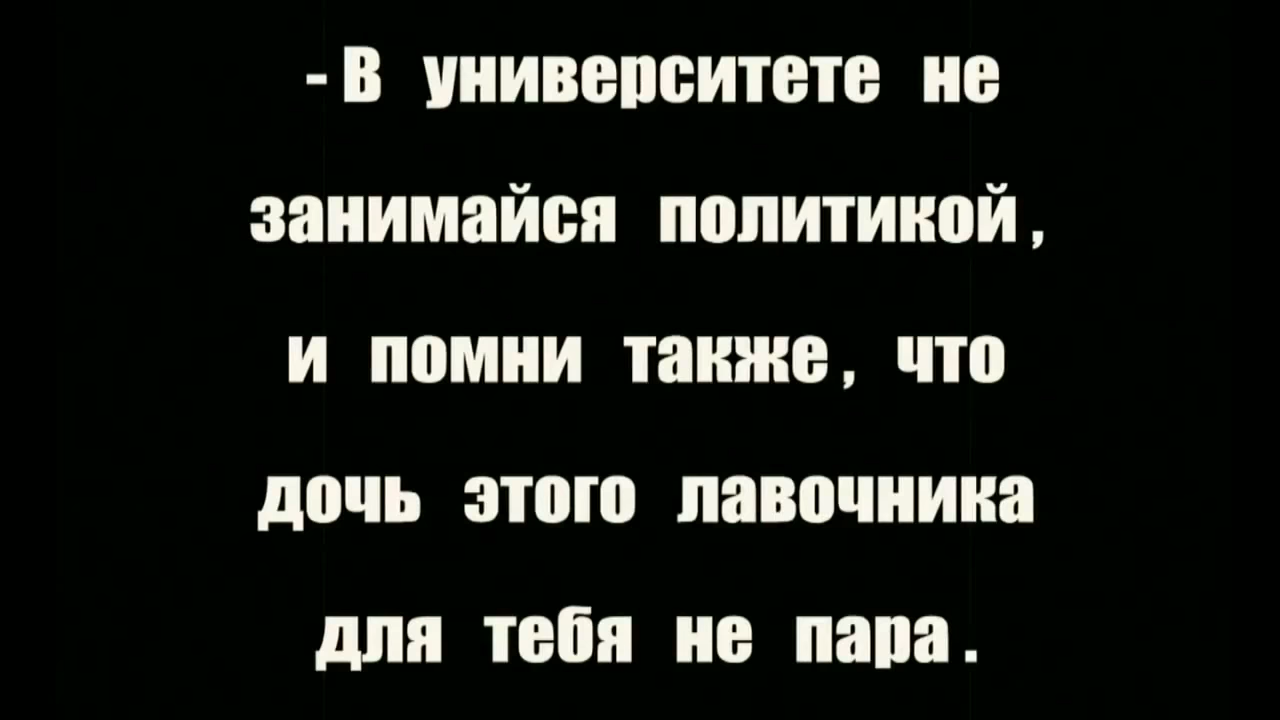 - В университете не
занимайся политикой,
и помни также, что
дочь этого лавочника
для тебя не пара.